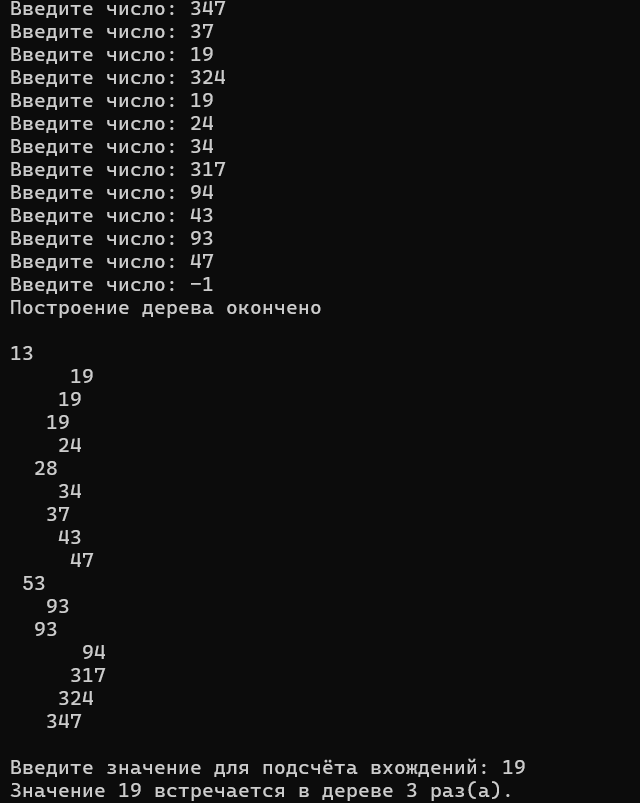 Введите число: 347
Введите число: 37
Введите число: 19
Введите число: 324
Введите число: 19
Введите число: 24
Введите число: 34
Введите число: 317
Введите число: 94
Введите число: 43
Введите число: 93
Введите число: 47
Введите число: -1
Построение дерева окончено
13
19
19
19
24
28
34
37
43
47
53
93
93
94
317
324
347
Введите значение для подсчёта вхождений: 19
Значение 19 встречается в дереве 3 раз(а).